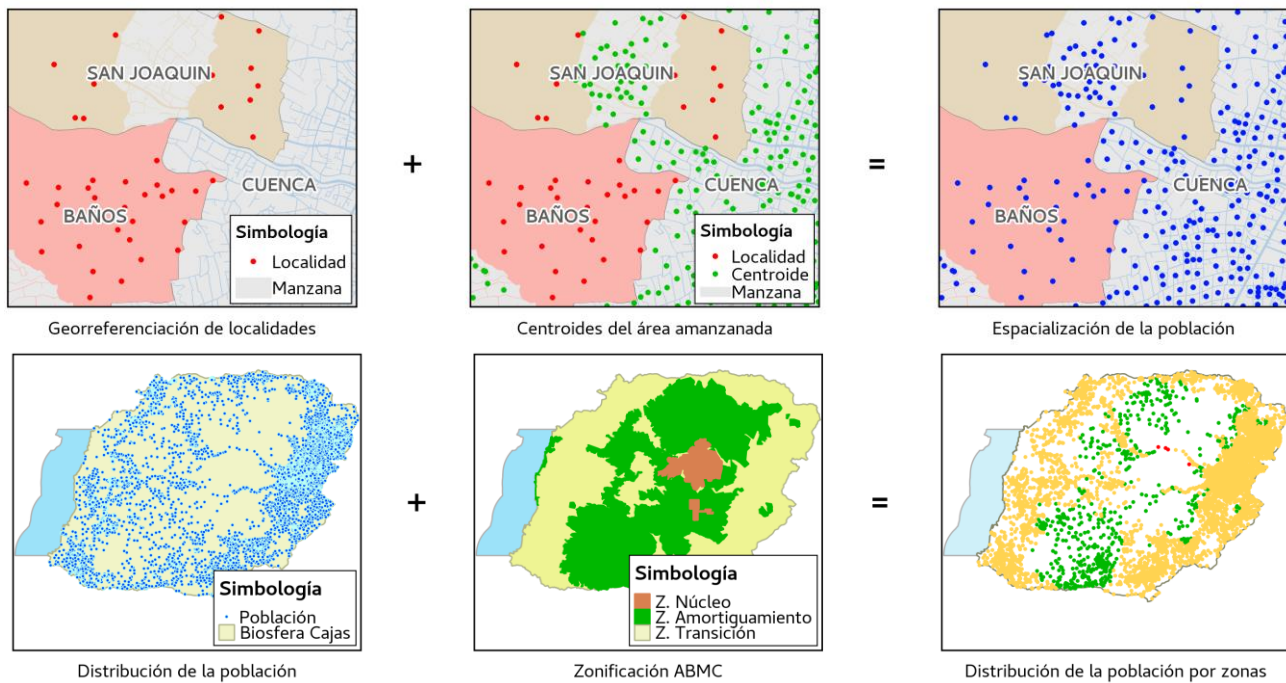 SAN JOAQUIN
BAÑOS
CUENCA
Simbología
Localidad
Manzana
Georreferenciación de localidades
+
SAN JOAQUIN
BAÑOS
CUENCA
Simbología
Localidad
Centroide
Manzana
Centroides del área amanzanada
=
SAN JOAQUIN
BAÑOS
CUENCA
Espacialización de la población
Simbología
Población
Biosfera Cajas
Distribución de la población
+
Simbología
Z. Núcleo
Z. Amortiguamiento
Z. Transición
Zonificación ABMC
=
Distribución de la población por zonas